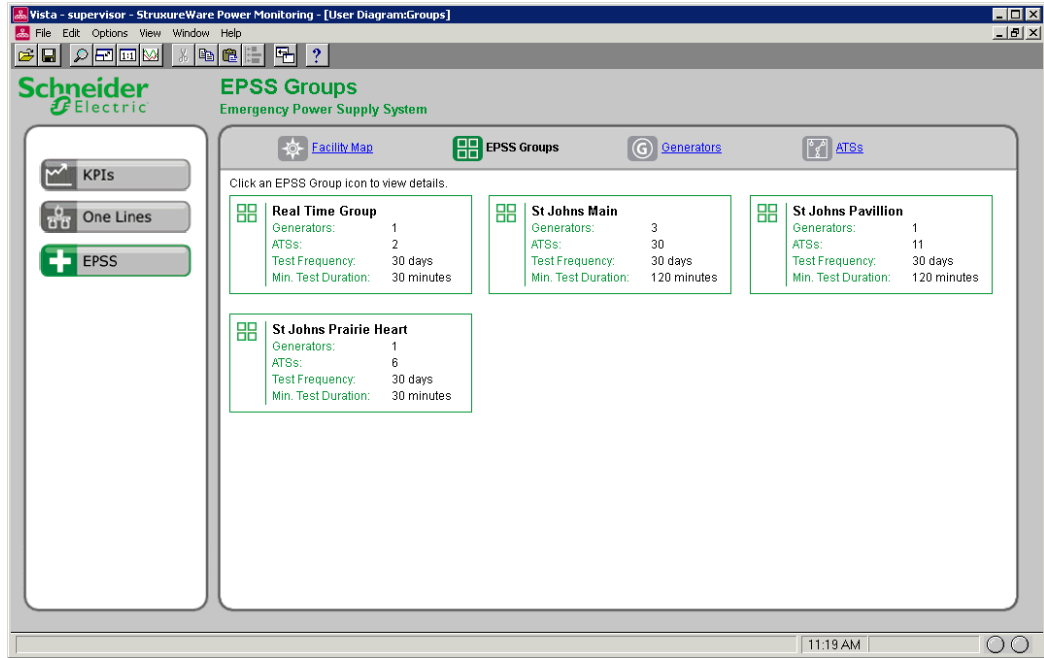 Vista - supervisor - StruxureWare Power Monitoring - [User Diagram:Groups]
File Edit Options View Window Help
1:1 ?
Schneider
Electric
EPSS Groups
Emergency Power Supply System
KPIs
One Lines
EPSS
Facility Map EPSS Groups G Generators ATSs
Click an EPSS Group icon to view details.
Real Time Group
Generators: 1
ATSs: 2
Test Frequency: 30 days
Min. Test Duration: 30 minutes
St Johns Main
Generators: 3
ATSs: 30
Test Frequency: 30 days
Min. Test Duration: 120 minutes
St Johns Pavillion
Generators: 1
ATSs: 11
Test Frequency: 30 days
Min. Test Duration: 120 minutes
St Johns Prairie Heart
Generators: 1
ATSs: 6
Test Frequency: 30 days
Min. Test Duration: 30 minutes
11:19 AM